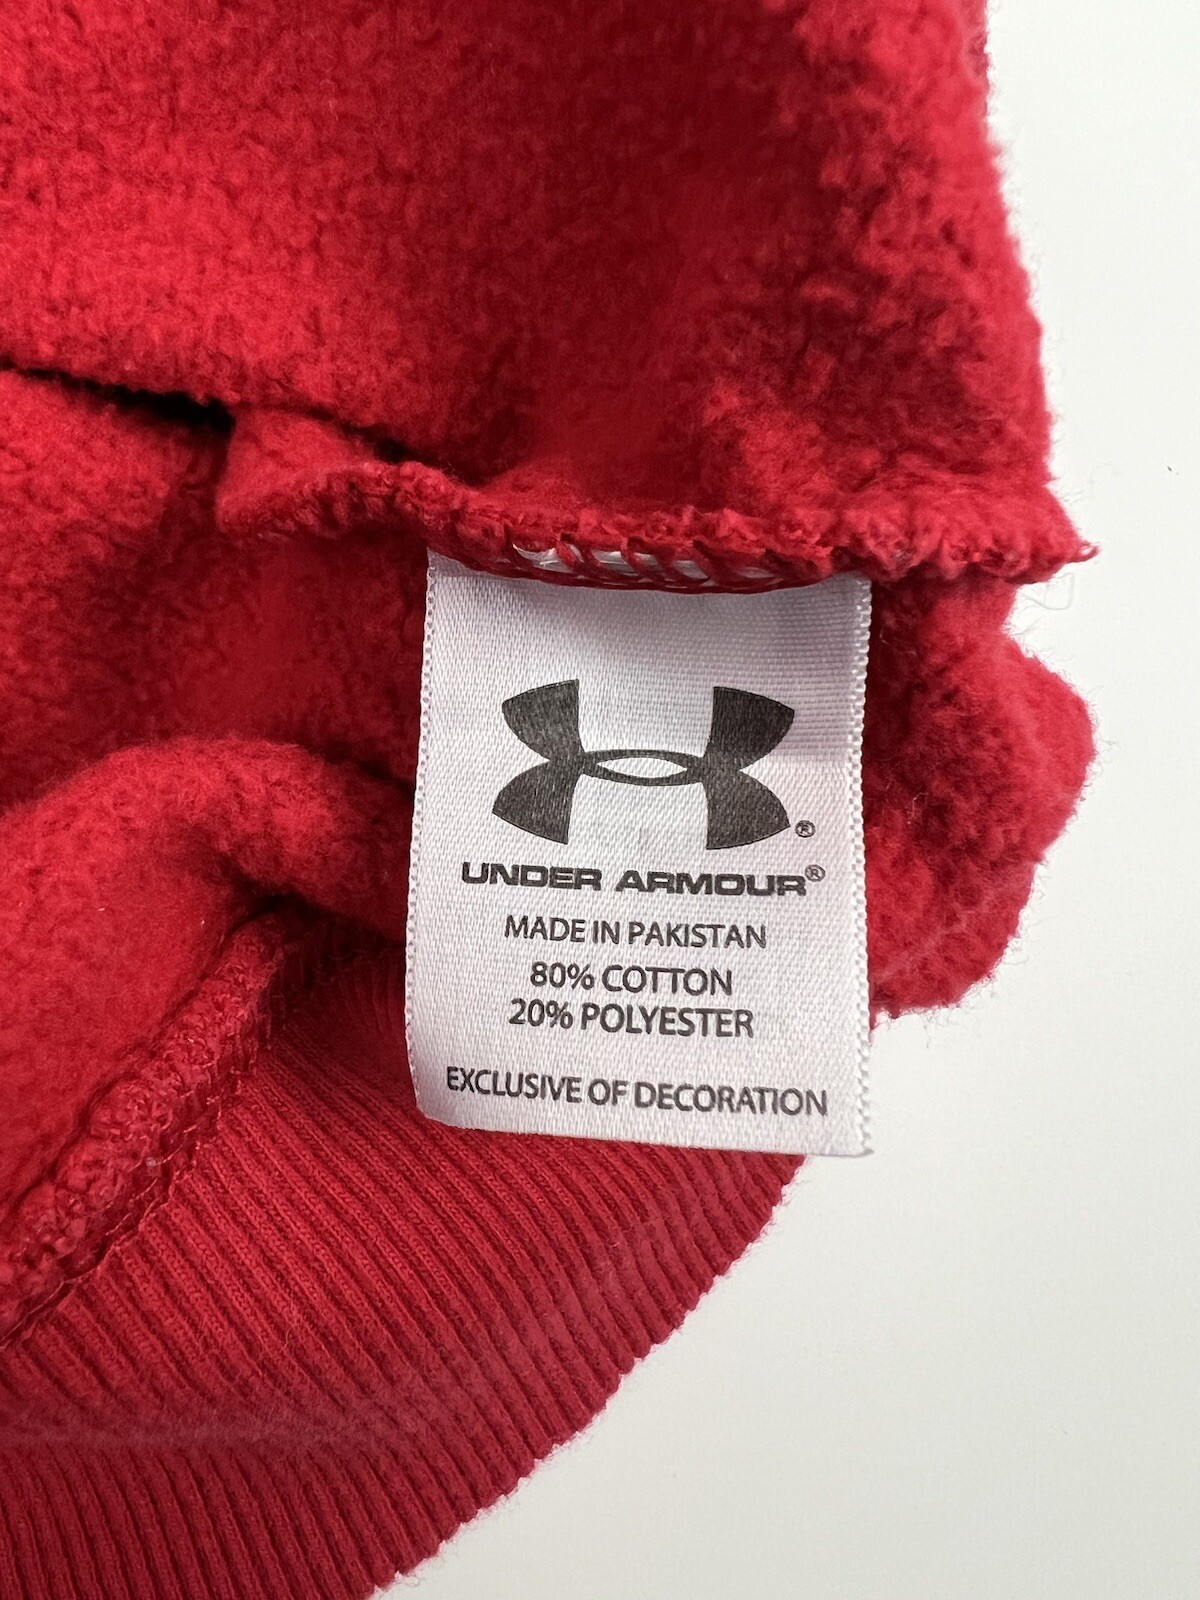 ®
UNDER ARMOUR®
MADE IN PAKISTAN
80% COTTON
20% POLYESTER
EXCLUSIVE OF DECORATION